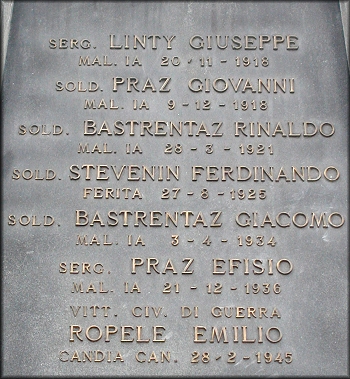 SERG. LINTY GIUSEPPE
MAL. IA 20-11-1918
SOLD. PRAZ GIOVANNI
MAL. IA 9-12-1918
SOLD. BASTRENTAZ RINALDO
MAL. IA 28-3-1921
SOLD. STEVENIN FERDINANDO
FERITA 27-8-1925
SOLD. BASTRENTAZ GIACOMO
MAL. IA 3-4-1934
SERG. PRAZ EFISIO
MAL. IA 21-12-1936
VITT. CIV. DI GUERRA
ROPELE EMILIO
CANDIA CAN. 28-2-1945